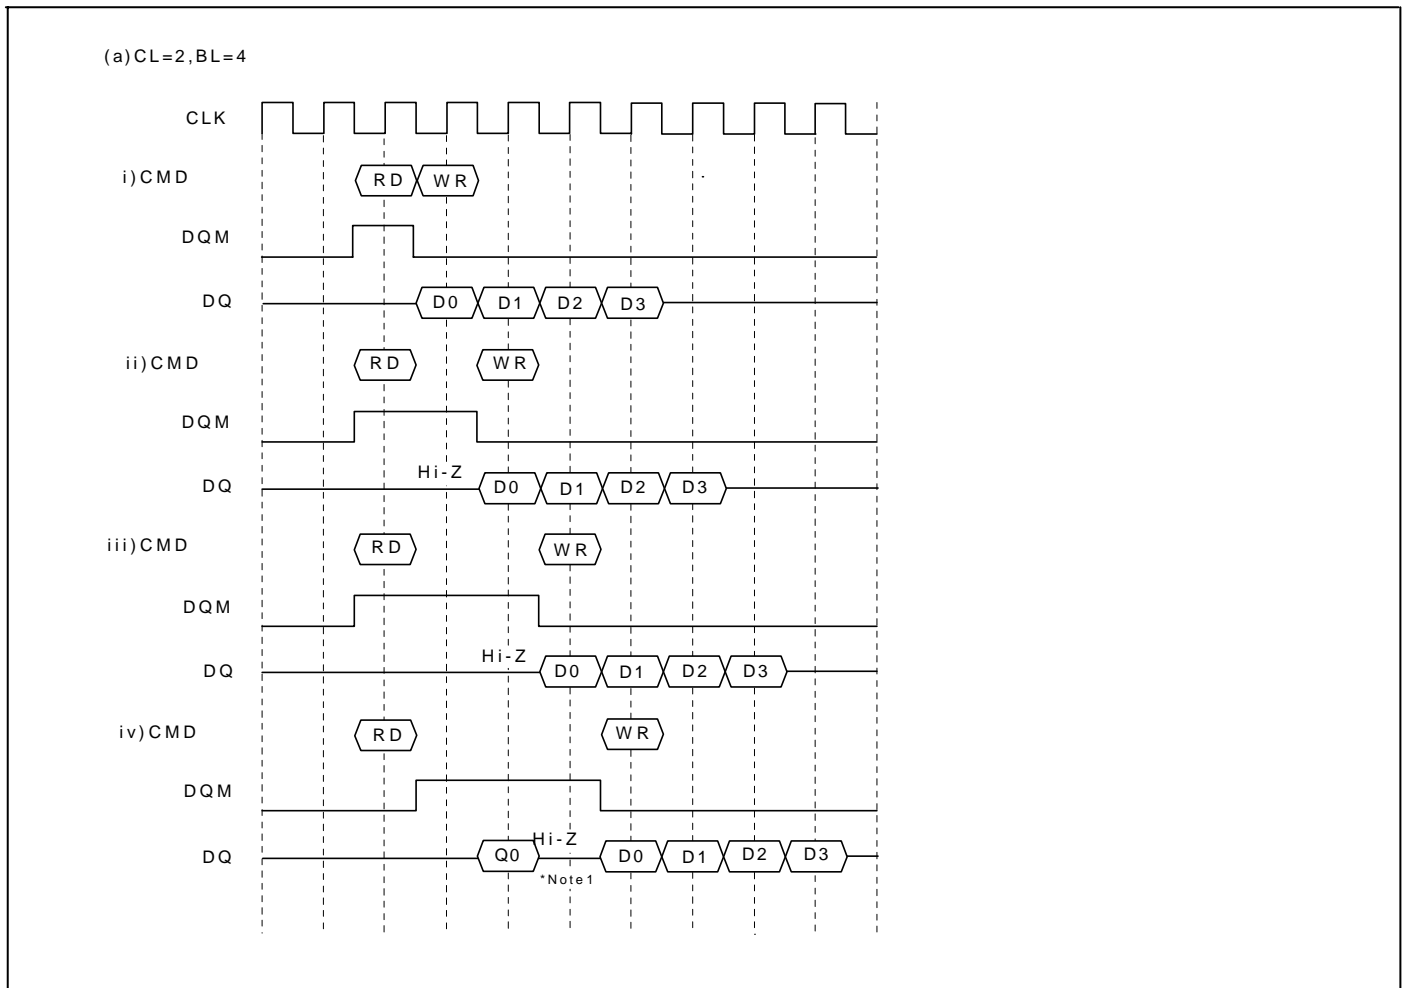 (a)CL=2,BL=4
CLK
i)CMD RD WR
DQM
DQ D0 D1 D2 D3
ii)CMD RD WR
DQM
Hi-Z
DQ D0 D1 D2 D3
iii)CMD RD WR
DQM
Hi-Z
DQ D0 D1 D2 D3
iv)CMD RD WR
DQM
Hi-Z
DQ Q0 D0 D1 D2 D3
*Note1